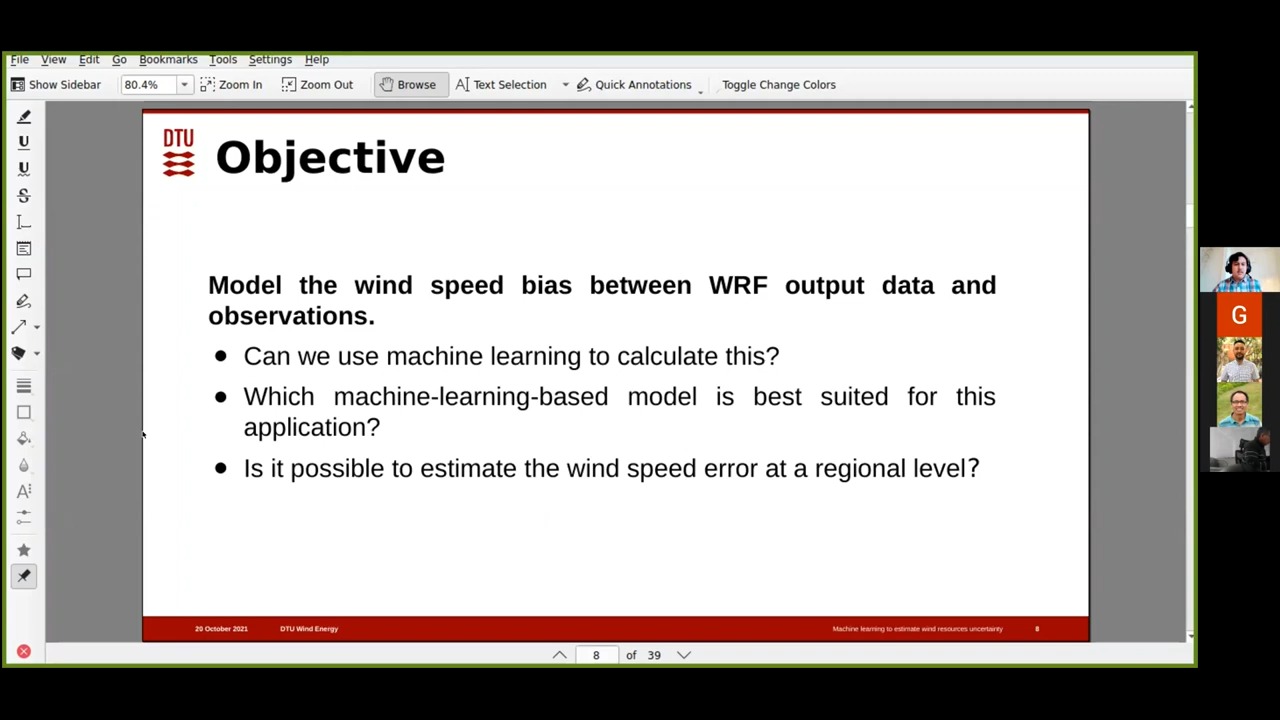 File View Edit Go Bookmarks Tools Settings Help
Show Sidebar 80.4% Zoom In Zoom Out Browse Text Selection Quick Annotations Toggle Change Colors
DTU
Objective
Model the wind speed bias between WRF output data and
observations.
● Can we use machine learning to calculate this?
● Which machine-learning-based model is best suited for this
application?
● Is it possible to estimate the wind speed error at a regional level?
20 October 2021 DTU Wind Energy Machine learning to estimate wind resources uncertainty 8
8 of 39
G